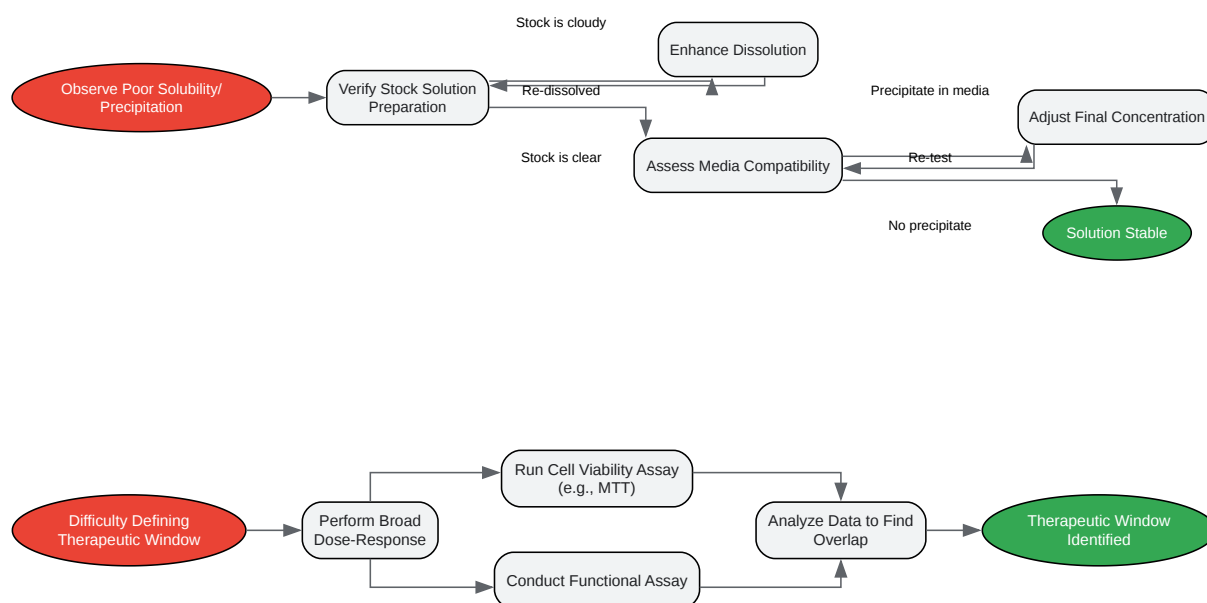 Stock is cloudy
Enhance Dissolution
Observe Poor Solubility/
Precipitation
Verify Stock Solution
Preparation
Re-dissolved
Precipitate in media
Adjust Final Concentration
Stock is clear
Assess Media Compatibility
Re-test
No precipitate
Solution Stable
Run Cell Viability Assay
(e.g., MTT)
Difficulty Defining
Therapeutic Window
Perform Broad
Dose-Response
Analyze Data to Find
Overlap
Therapeutic Window
Identified
Conduct Functional Assay